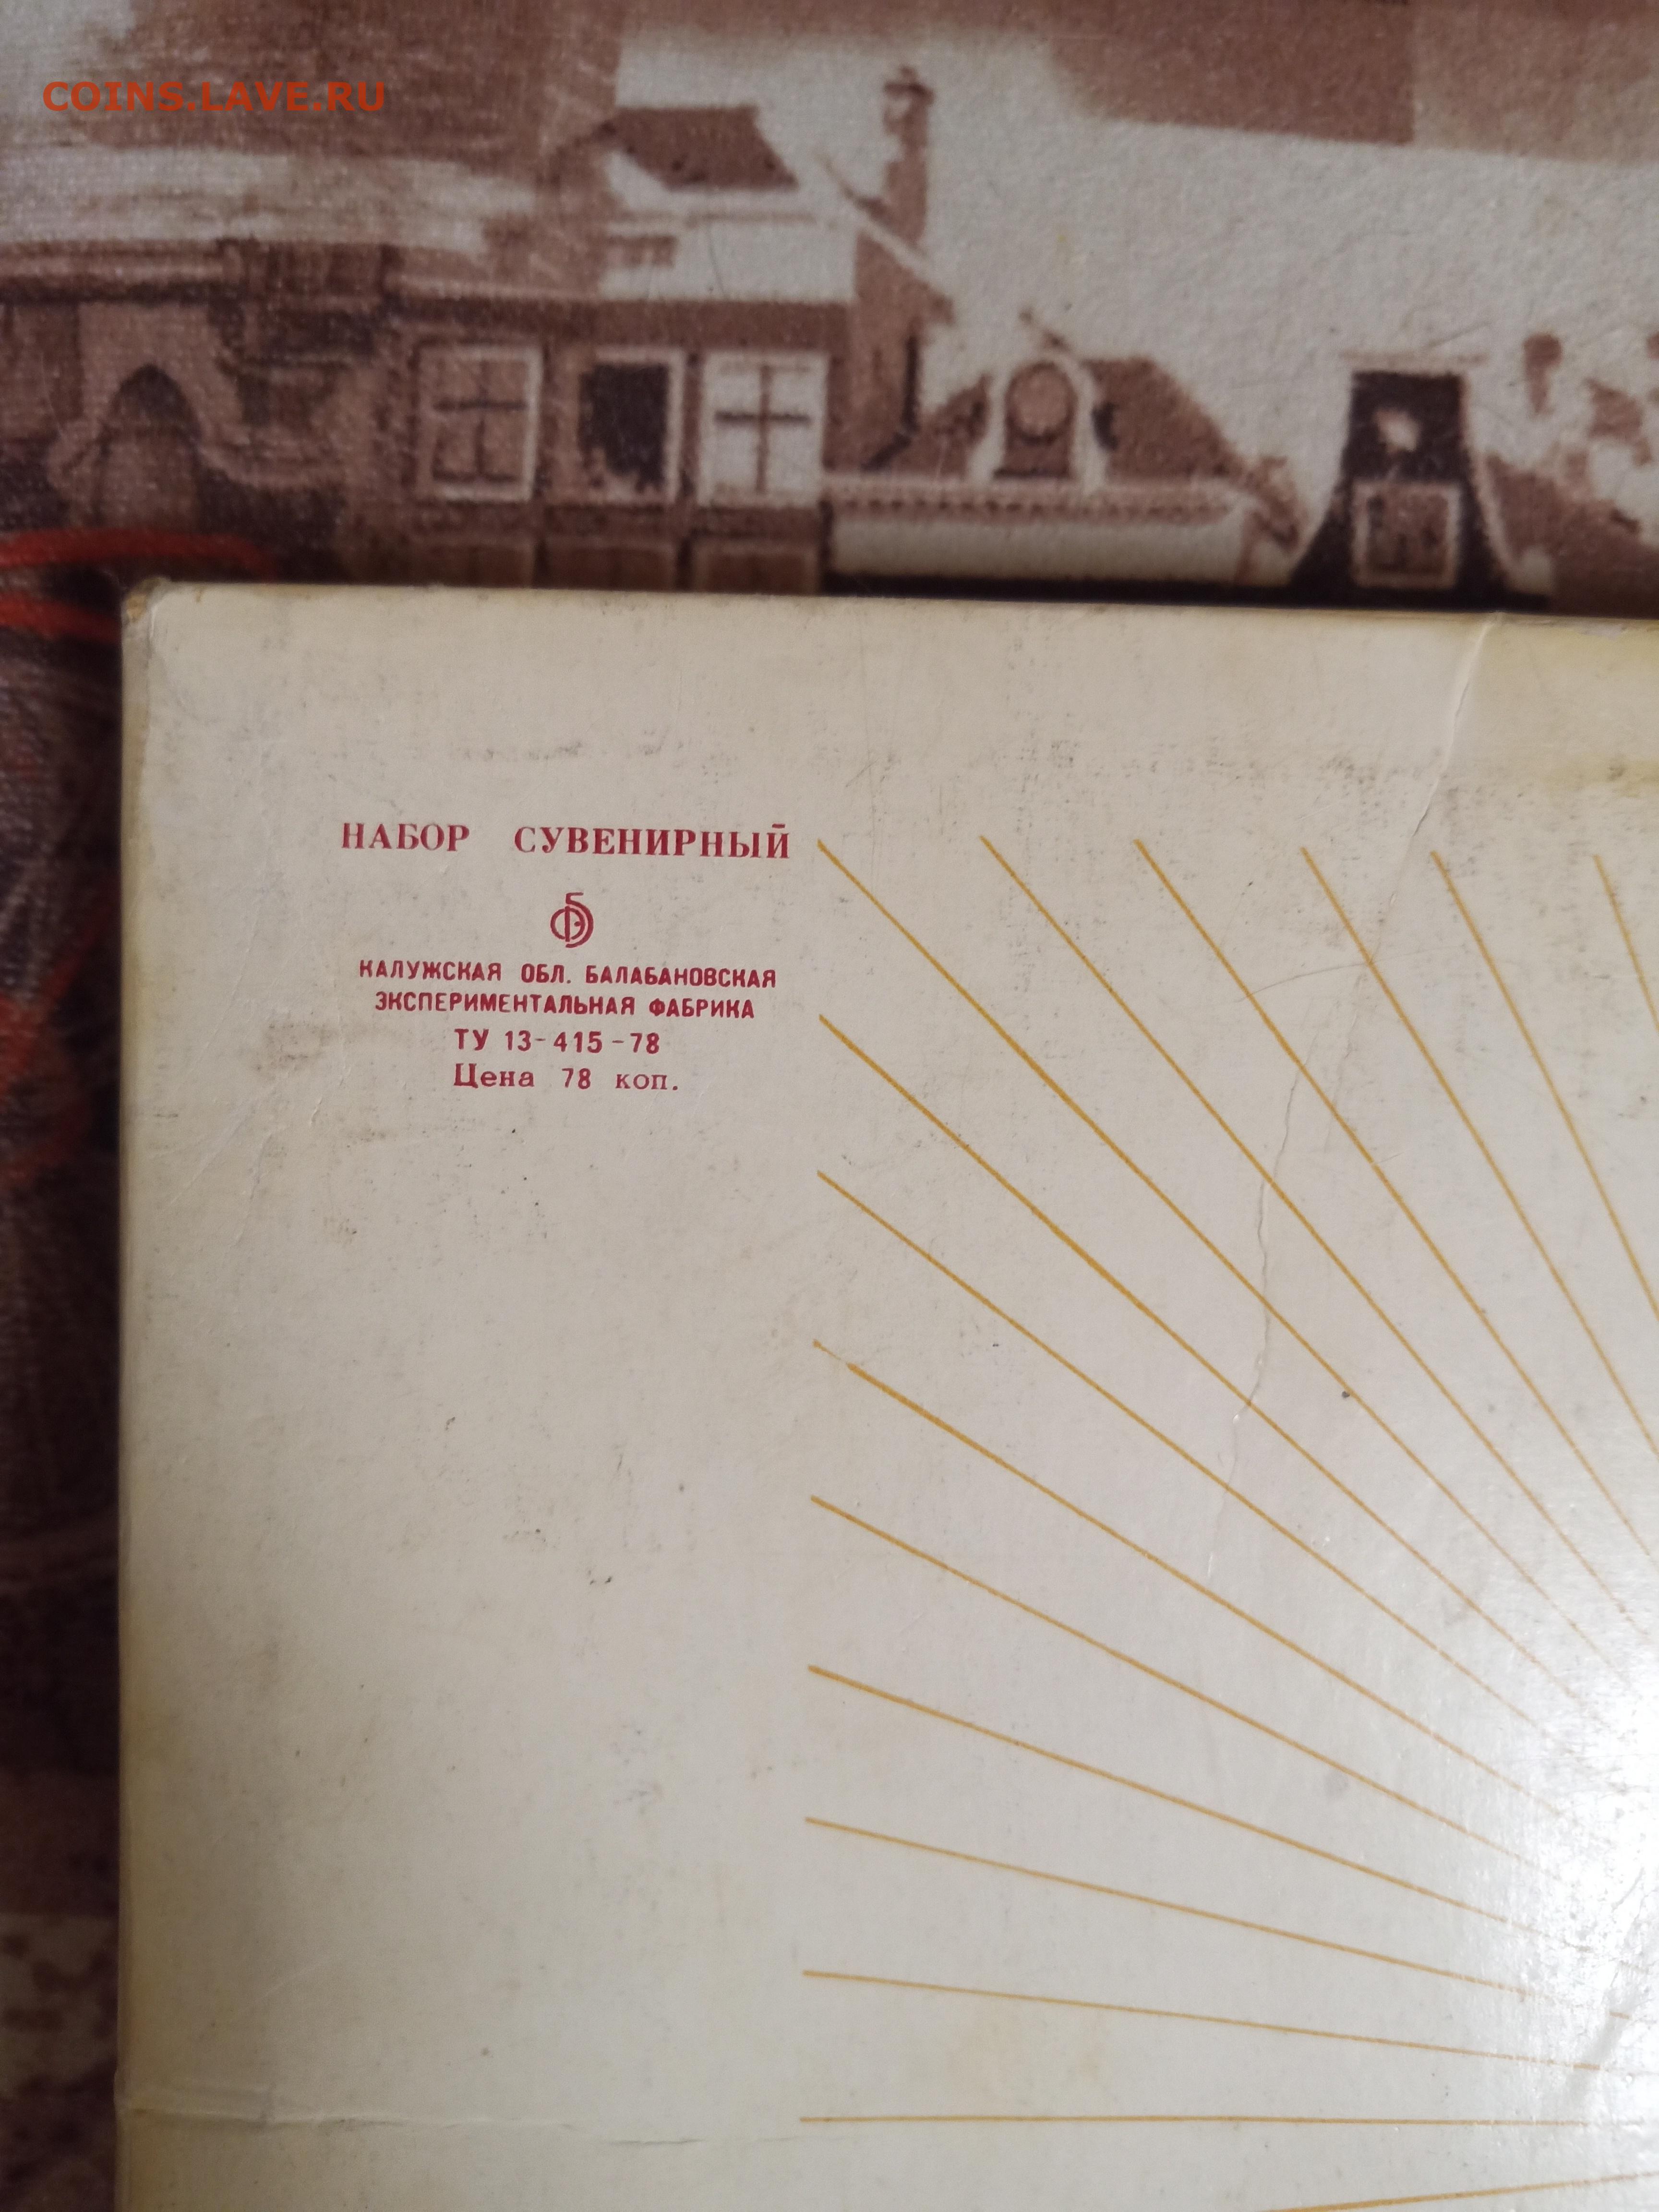 COINS.LAVE.RU
НАБОР СУВЕНИРНЫЙ
КАЛУЖСКАЯ ОБЛ. БАЛАБАНОВСКАЯ
ЭКСПЕРИМЕНТАЛЬНАЯ ФАБРИКА
ТУ 13-415-78
Цена 78 коп.